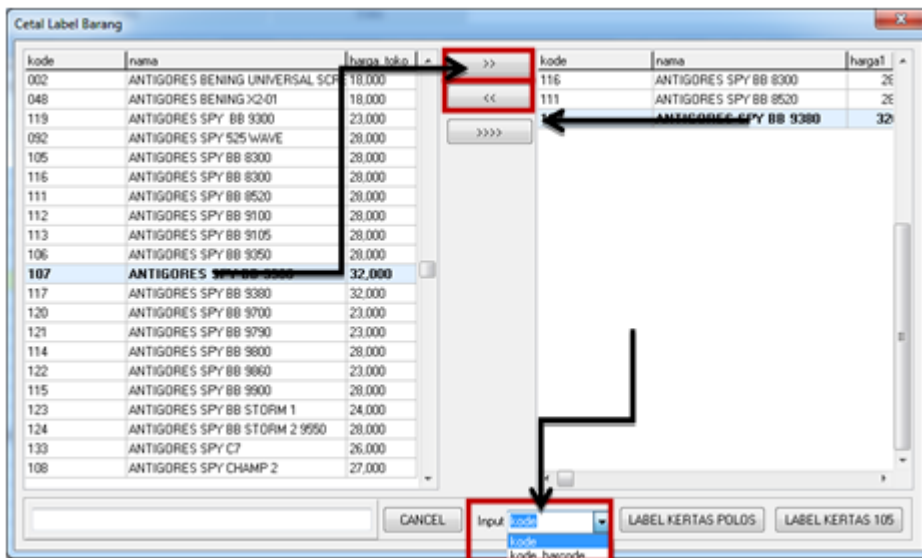 Cetal Label Barang
kode nama harga_toko
002 ANTIGORES BENING UNIVERSAL SCR 18,000
048 ANTIGORES BENING X2-01 18,000
119 ANTIGORES SPY BB 9300 23,000
092 ANTIGORES SPY 525 WAVE 28,000
105 ANTIGORES SPY BB 8300 28,000
116 ANTIGORES SPY BB 8300 28,000
111 ANTIGORES SPY BB 8520 28,000
112 ANTIGORES SPY BB 9100 28,000
113 ANTIGORES SPY BB 9105 28,000
106 ANTIGORES SPY BB 9350 28,000
107 ANTIGORES 32,000
117 ANTIGORES SPY BB 9380 32,000
120 ANTIGORES SPY BB 9700 23,000
121 ANTIGORES SPY BB 9790 23,000
114 ANTIGORES SPY BB 9800 28,000
122 ANTIGORES SPY BB 9860 23,000
115 ANTIGORES SPY BB 9900 28,000
123 ANTIGORES SPY BB STORM 1 24,000
124 ANTIGORES SPY BB STORM 2 9550 28,000
133 ANTIGORES SPY C7 26,000
108 ANTIGORES SPY CHAMP 2 27,000
>>
<<
>>>>
kode nama harga1
116 ANTIGORES SPY BB 8300 28
111 ANTIGORES SPY BB 8520 28
ANTIGORES SPY BB 9380 32
CANCEL
Input kode
kode
kode_barcode
LABEL KERTAS POLOS
LABEL KERTAS 105